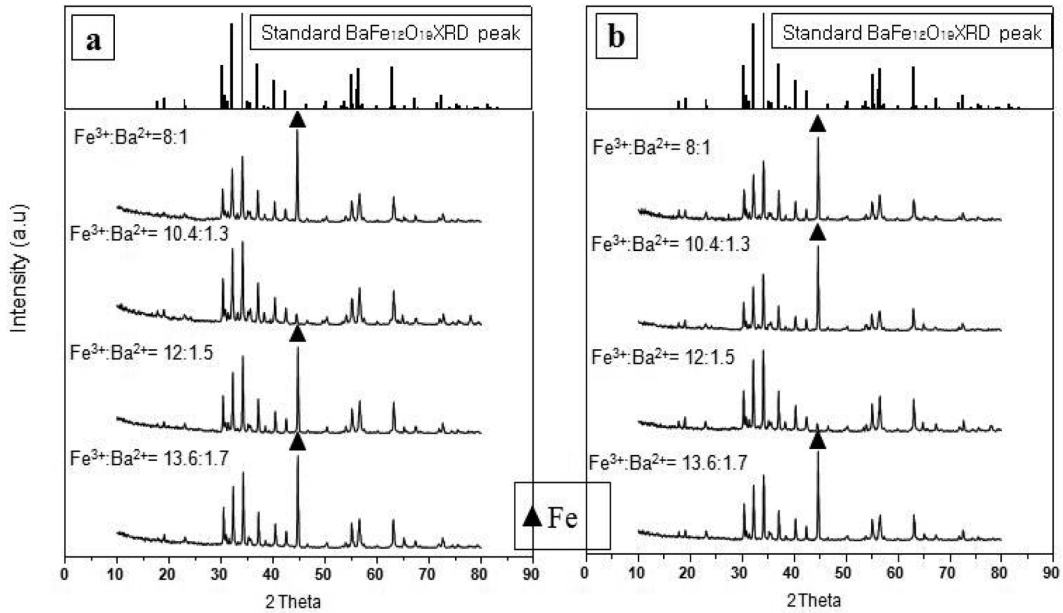 a
Standard BaFe₁₂O₁₉XRD peak
Fe³⁺:Ba²⁺=8:1
Fe³⁺:Ba²⁺= 10.4:1.3
Fe³⁺:Ba²⁺= 12:1.5
Fe³⁺:Ba²⁺= 13.6:1.7
Intensity (a.u)
0 10 20 30 40 50 60 70 80 90
2 Theta
▲ Fe
b
Standard BaFe₁₂O₁₉XRD peak
Fe³⁺:Ba²⁺= 8:1
Fe³⁺:Ba²⁺= 10.4:1.3
Fe³⁺:Ba²⁺= 12:1.5
Fe³⁺:Ba²⁺= 13.6:1.7
0 10 20 30 40 50 60 70 80 90
2Theta